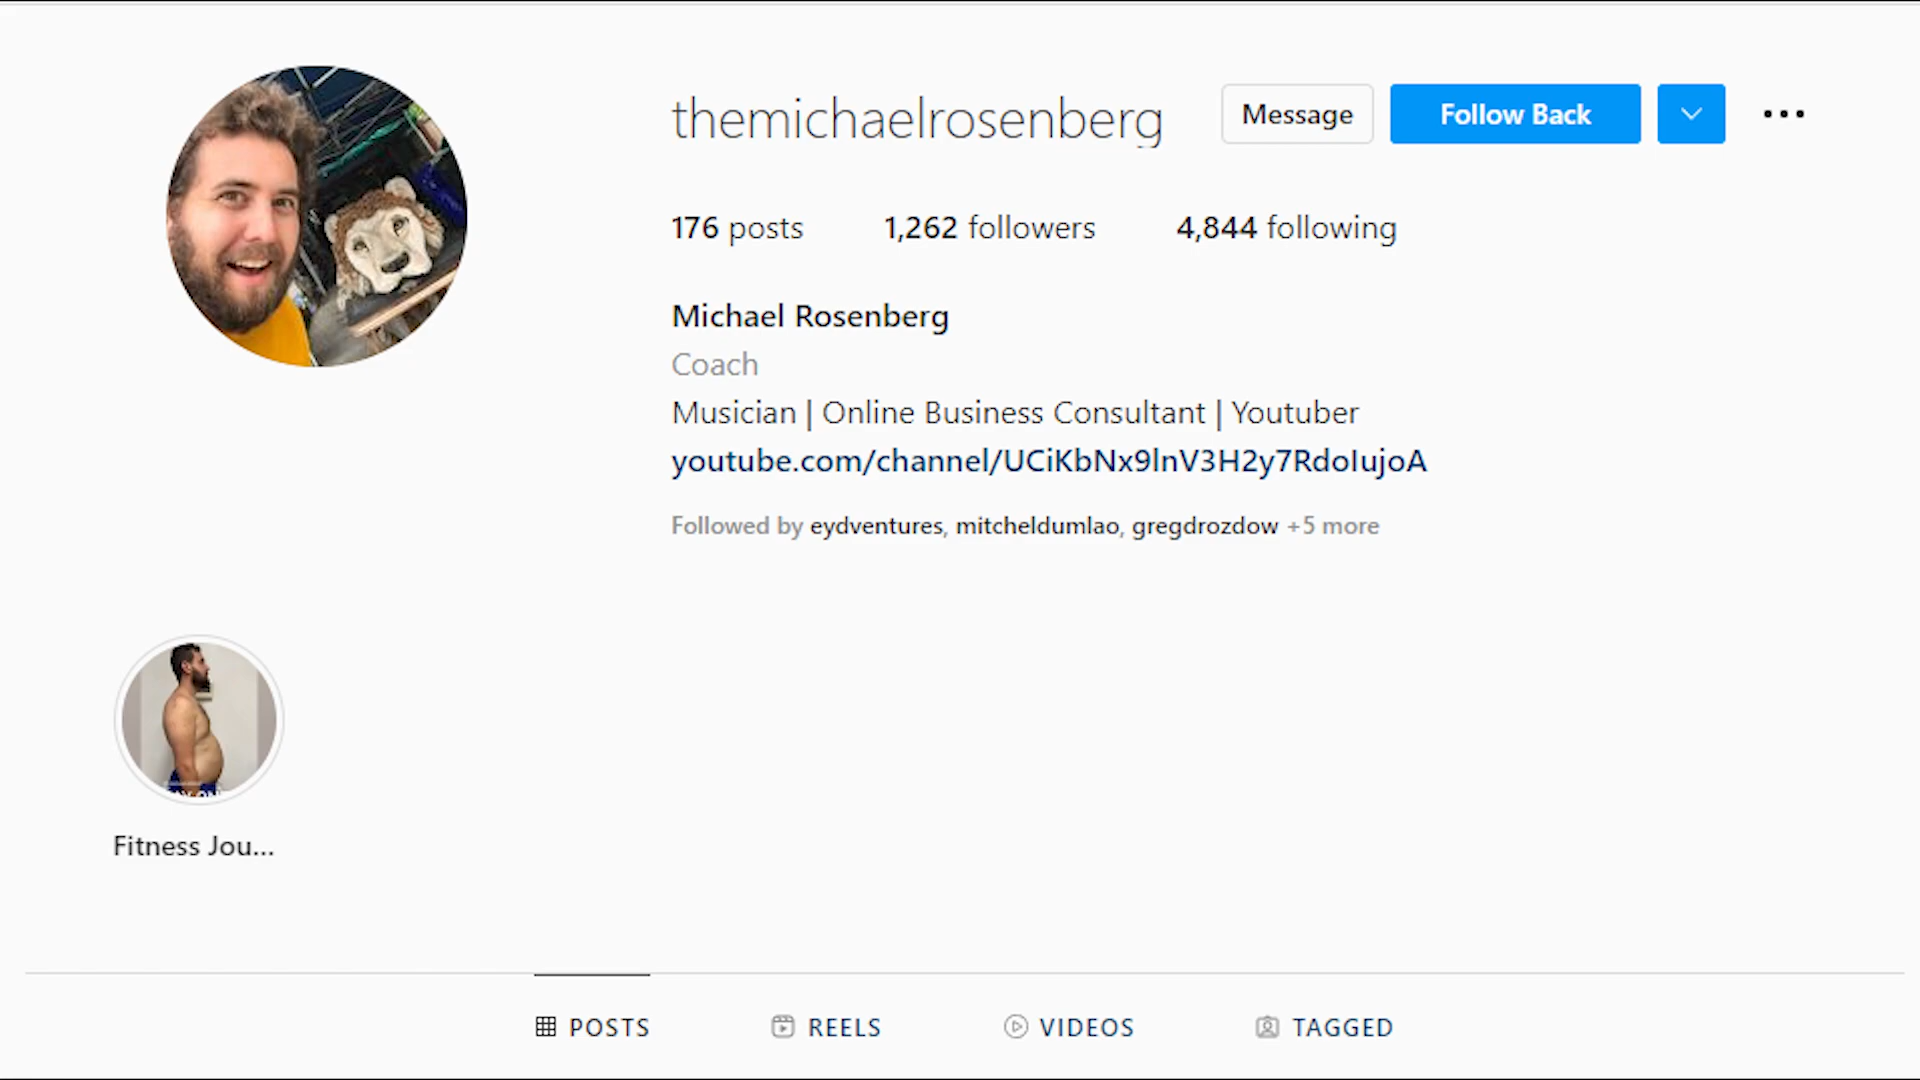 themichaelrosenberg
Message
Follow Back
176 posts
1,262 followers
4,844 following
Michael Rosenberg
Coach
Musician | Online Business Consultant | Youtuber
youtube.com/channel/UCiKbNx9lnV3H2y7RdoIujoA
Followed by eydventures, mitcheldumlao, gregdrozdow +5 more
Fitness Jou...
POSTS
REELS
VIDEOS
TAGGED